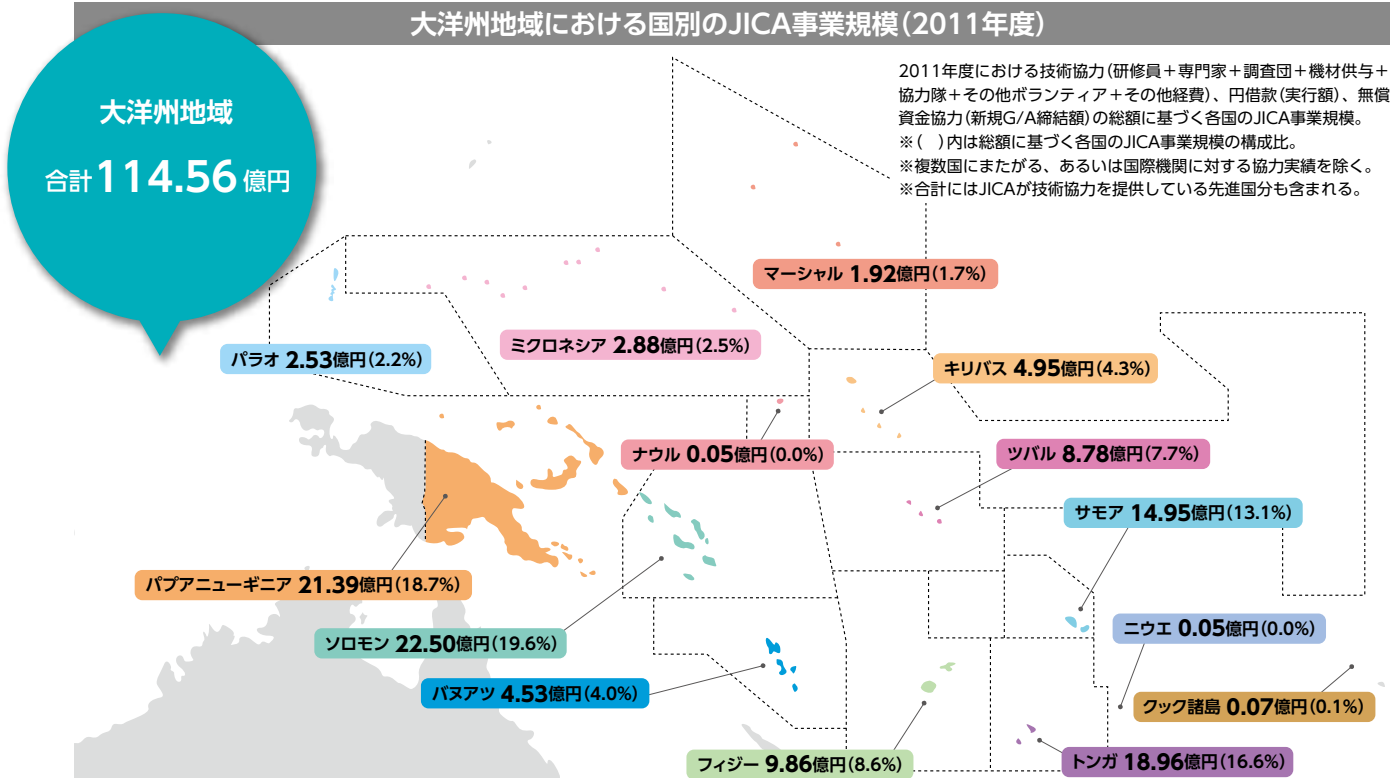 大洋州地域における国別のJICA事業規模（2011年度）
大洋州地域
合計114.56億円
2011年度における技術協力（研修員＋専門家＋調査団＋機材供与＋
協力隊＋その他ボランティア＋その他経費）、円借款（実行額）、無償
資金協力（新規G/A締結額）の総額に基づく各国のJICA事業規模。
※（　）内は総額に基づく各国のJICA事業規模の構成比。
※複数国にまたがる、あるいは国際機関に対する協力実績を除く。
※合計にはJICAが技術協力を提供している先進国分も含まれる。
マーシャル 1.92億円（1.7%）
ミクロネシア 2.88億円（2.5%）
パラオ 2.53億円（2.2%）
キリバス 4.95億円（4.3%）
ナウル 0.05億円（0.0%）
ツバル 8.78億円（7.7%）
サモア 14.95億円（13.1%）
パプアニューギニア 21.39億円（18.7%）
ソロモン 22.50億円（19.6%）
ニウエ 0.05億円（0.0%）
バヌアツ 4.53億円（4.0%）
クック諸島 0.07億円（0.1%）
フィジー 9.86億円（8.6%）
トンガ 18.96億円（16.6%）